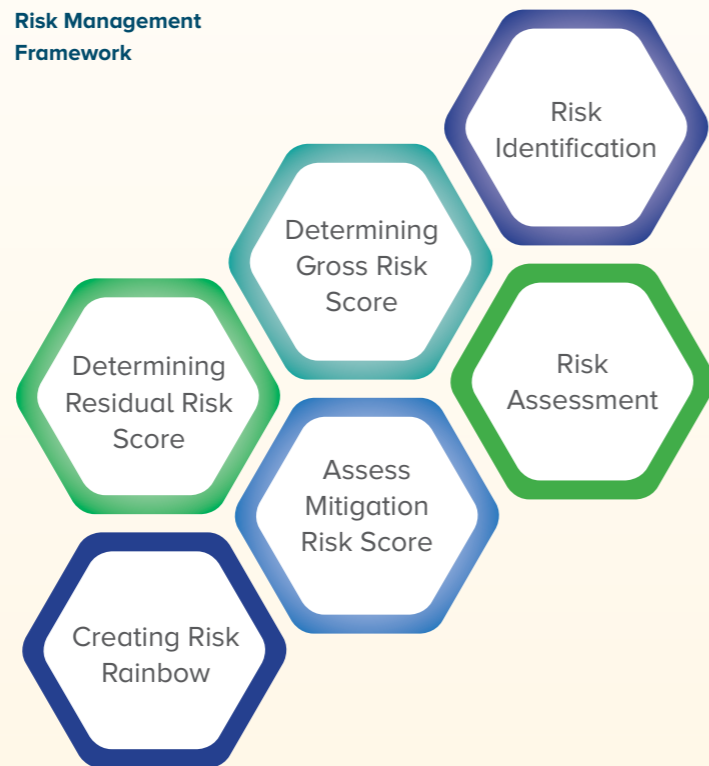 Risk Management
Framework
Risk
Identification
Determining
Gross Risk
Score
Risk
Assessment
Determining
Residual Risk
Score
Assess
Mitigation
Risk Score
Creating Risk
Rainbow